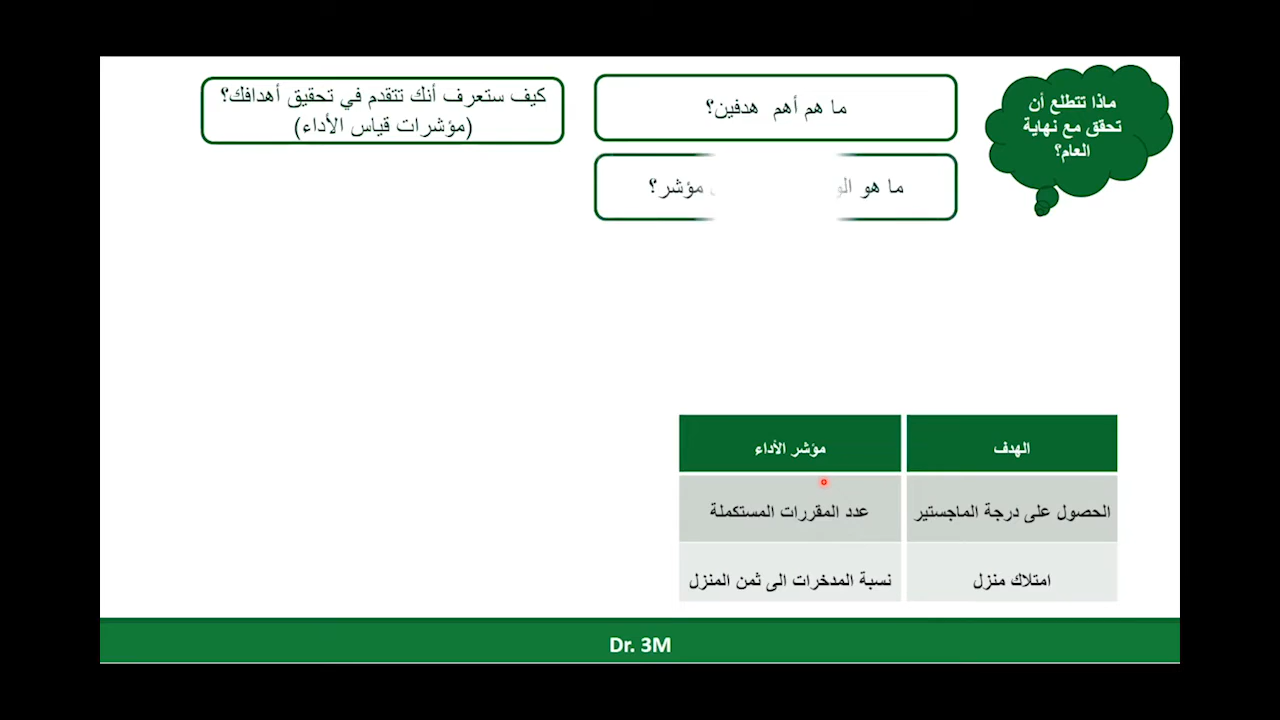 ماذا تتطلع أن
تحقق مع نهاية
العام؟
ما هم أهم هدفين؟
كيف ستعرف أنك تتقدم في تحقيق أهدافك؟
(مؤشرات قياس الأداء)
ما هو مؤشر؟
الهدف مؤشر الأداء
الحصول على درجة الماجستير عدد المقررات المستكملة
امتلاك منزل نسبة المدخرات الى ثمن المنزل
Dr. 3M